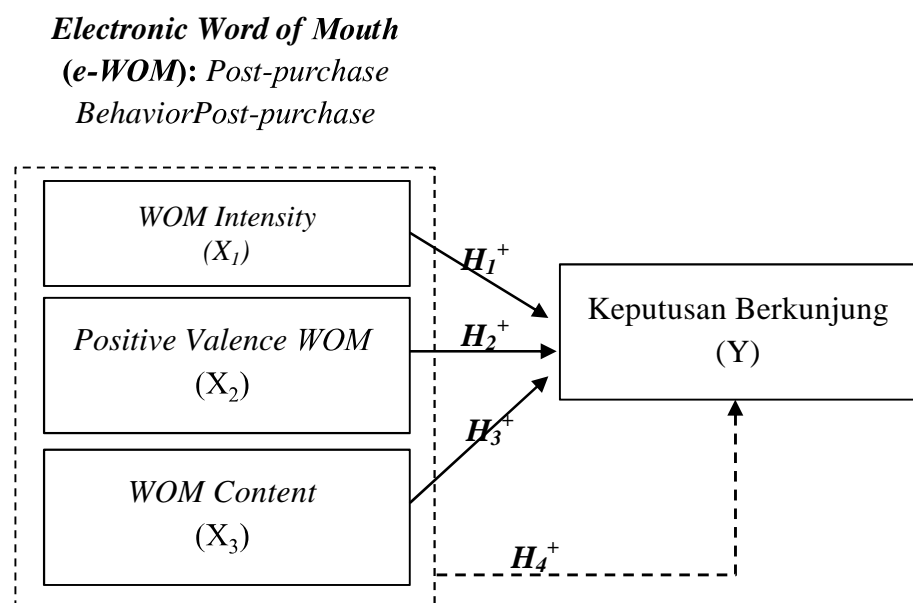 Electronic Word of Mouth
(e-WOM): Post-purchase
BehaviorPost-purchase
WOM Intensity
(X₁)
H₁⁺
Positive Valence WOM
(X₂)
H₂⁺
Keputusan Berkunjung
(Y)
H₃⁺
WOM Content
(X₃)
H₄⁺